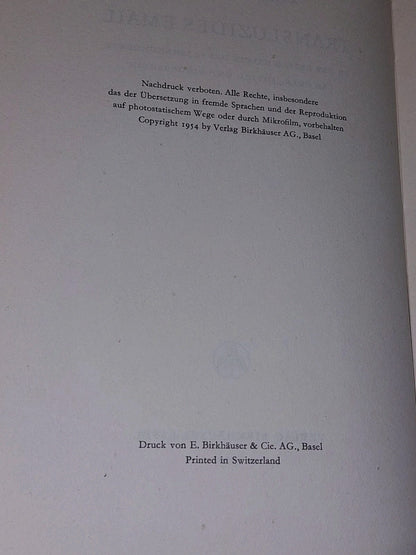 Nachdruck verboten. Alle Rechte, insbesondere
das der Übersetzung in fremde Sprachen und der Reproduktion
auf photostatischem Wege oder durch Mikrofilm, vorbehalten
Copyright 1954 by Verlag Birkhäuser AG., Basel
Druck von E. Birkhäuser & Cie. AG., Basel
Printed in Switzerland